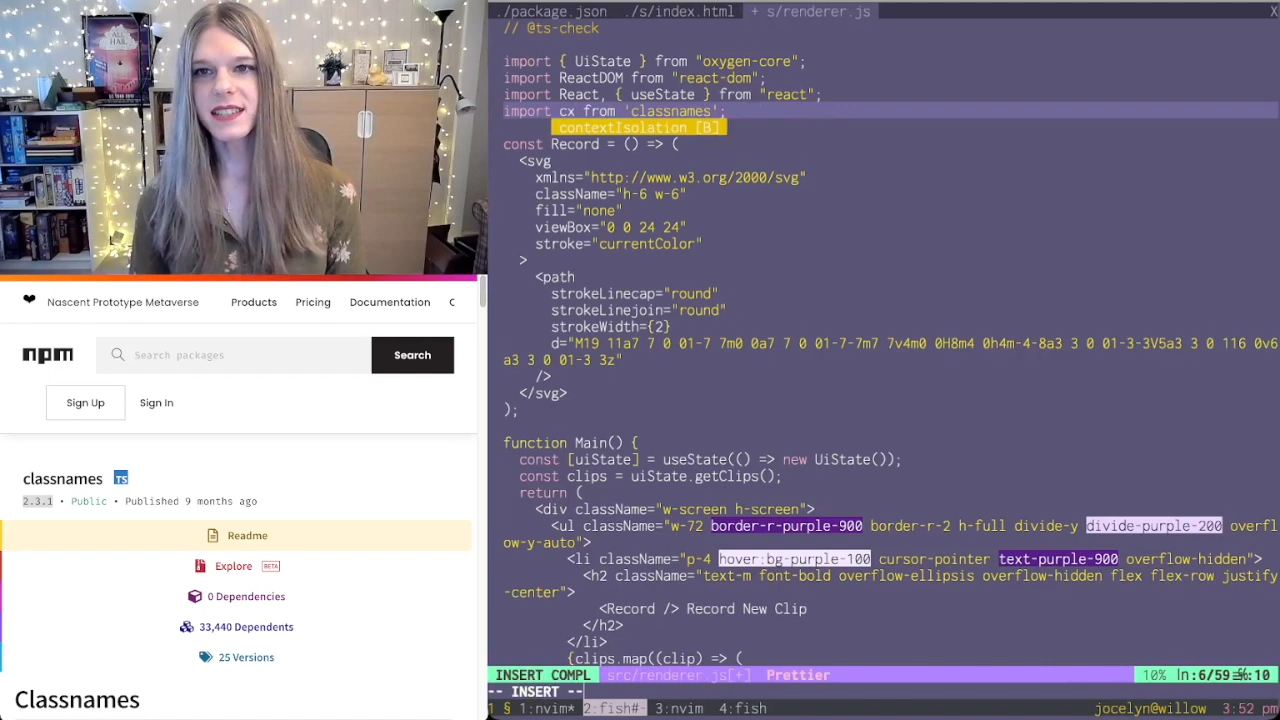 ALL HAIL
Nascent Prototype Metaverse
Products
Pricing
Documentation
C
npm
Search packages
Search
Sign Up
Sign In
classnames TS
2.3.1 • Public • Published 9 months ago
Readme
Explore BETA
0 Dependencies
33,440 Dependents
25 Versions
Classnames
./package.json ./s/index.html + s/renderer.js X
// @ts-check
import { UiState } from "oxygen-core";
import ReactDOM from "react-dom";
import React, { useState } from "react";
import cx from 'classnames';
contextIsolation [B]
const Record = () => (
<svg
xmlns="http://www.w3.org/2000/svg"
className="h-6 w-6"
fill="none"
viewBox="0 0 24 24"
stroke="currentColor"
>
<path
strokeLinecap="round"
strokeLinejoin="round"
strokeWidth={2}
d="M19 11a7 7 0 01-7 7m0 0a7 7 0 01-7-7m7 7v4m0 0H8m4 0h4m-4-8a3 3 0 01-3-3V5a3 3 0 116 0v6
a3 3 0 01-3 3z"
/>
</svg>
);
function Main() {
const [uiState] = useState(() => new UiState());
const clips = uiState.getClips();
return (
<div className="w-screen h-screen">
<ul className="w-72 border-r-purple-900 border-r-2 h-full divide-y divide-purple-200 overfl
ow-y-auto">
<li className="p-4 hover:bg-purple-100 cursor-pointer text-purple-900 overflow-hidden">
<h2 className="text-m font-bold overflow-ellipsis overflow-hidden flex flex-row justify
-center">
<Record /> Record New Clip
</h2>
</li>
{clips.map((clip) => (
INSERT COMPL src/renderer.js[+] Prettier 10% ln:6/59
-- INSERT --
1 § 1:nvim* 2:fish#- 3:nvim 4:fish jocelyn@willow 3:52 pm